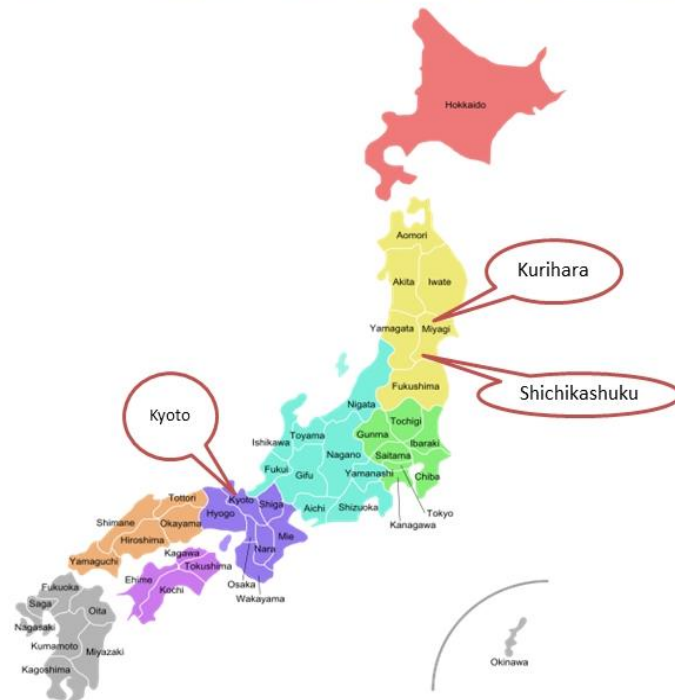 Hokkaido
Aomori
Akita
Iwate
Kurihara
Yamagata
Miyagi
Shichikashuku
Fukushima
Kyoto
Nigata
Tochigi
Gunma
Ibaraki
Toyama
Ishikawa
Nagano
Saitama
Fukui
Gifu
Yamanashi
Chiba
Tokyo
Kanagawa
Aichi
Shizuoka
Tottori
Kyoto
Shiga
Hyogo
Shimane
Okayama
Hiroshima
Mie
Nara
Yamaguchi
Kagawa
Tokushima
Osaka
Wakayama
Ehime
Kochi
Fukuoka
Saga
Oita
Nagasaki
Kumamoto
Miyazaki
Kagoshima
Okinawa